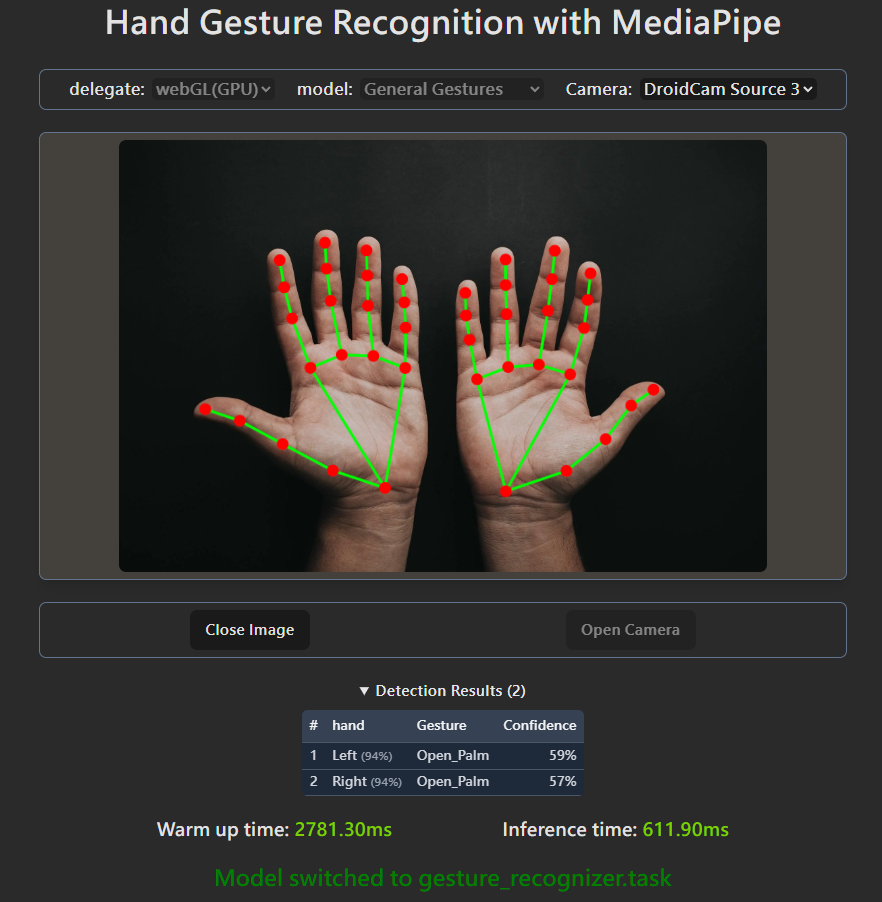 Hand Gesture Recognition with MediaPipe
delegate: webGL(GPU) model: General Gestures Camera: DroidCam Source 3
Close Image Open Camera
▼ Detection Results (2)
# hand Gesture Confidence
1 Left (94%) Open_Palm 59%
2 Right (94%) Open_Palm 57%
Warm up time: 2781.30ms Inference time: 611.90ms
Model switched to gesture_recognizer.task